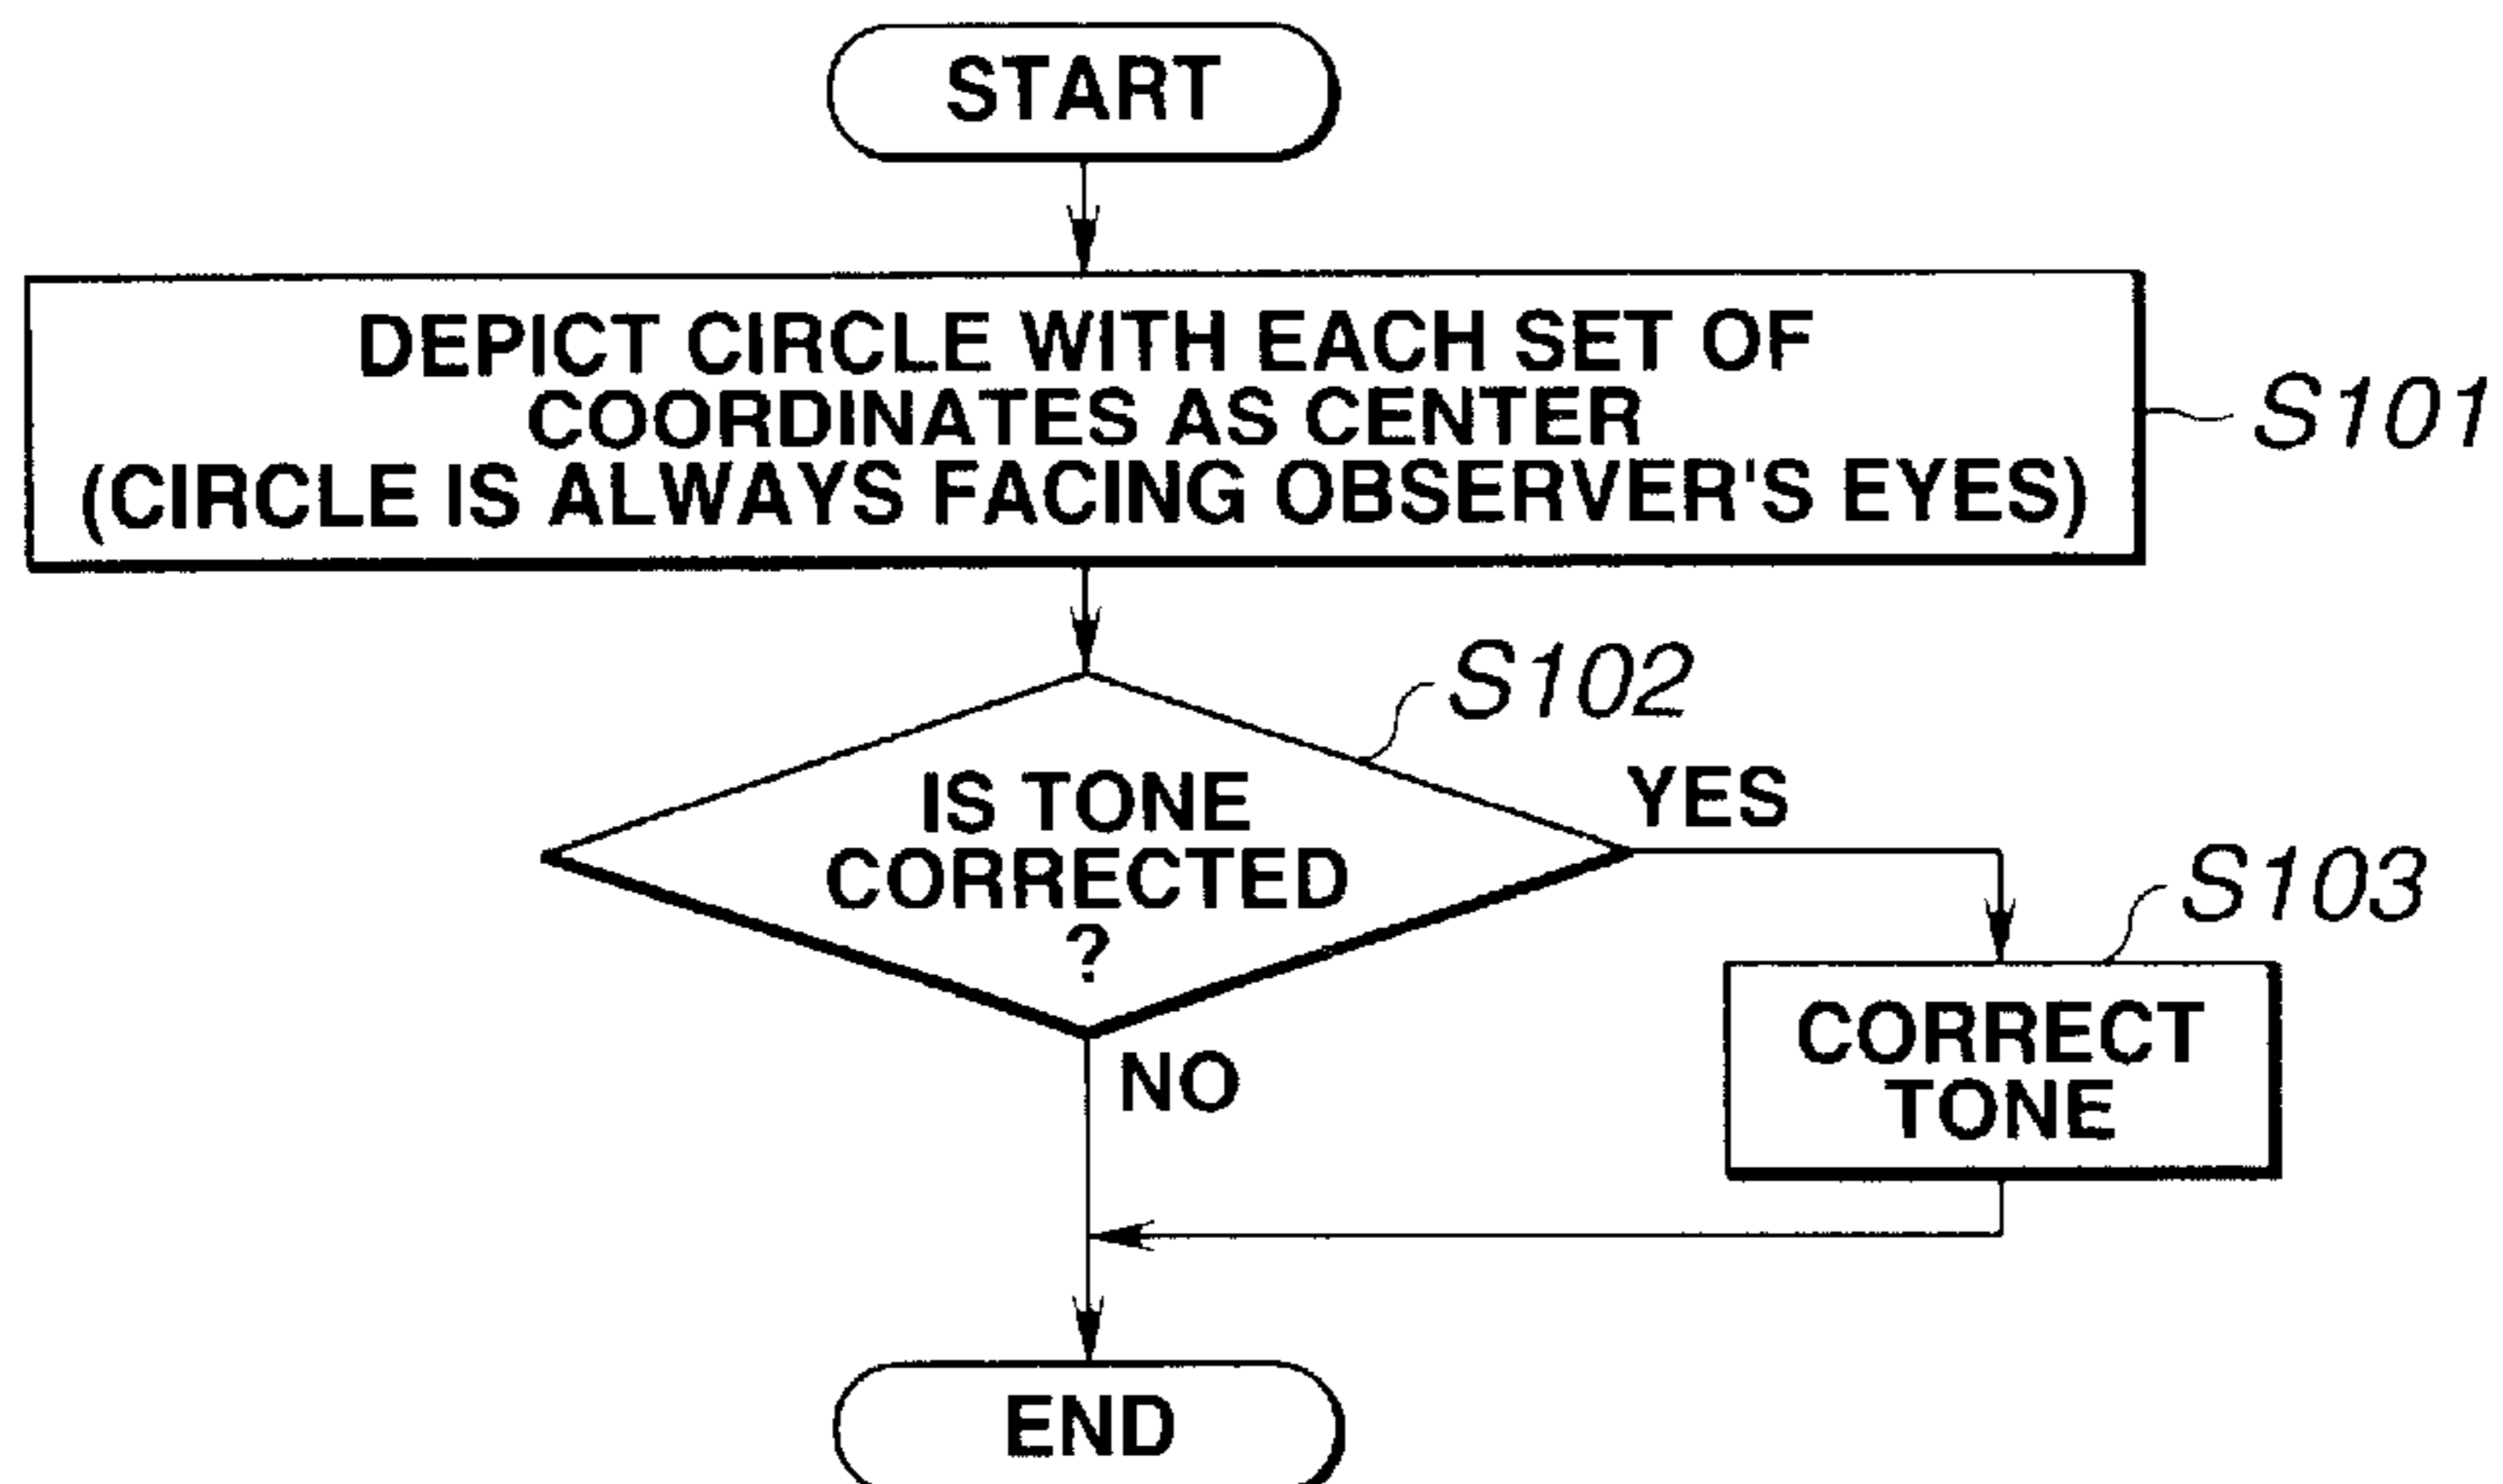 START
DEPICT CIRCLE WITH EACH SET OF
COORDINATES AS CENTER
(CIRCLE IS ALWAYS FACING OBSERVER'S EYES)
S101
S102
IS TONE
CORRECTED
?
YES
S103
CORRECT
TONE
NO
END